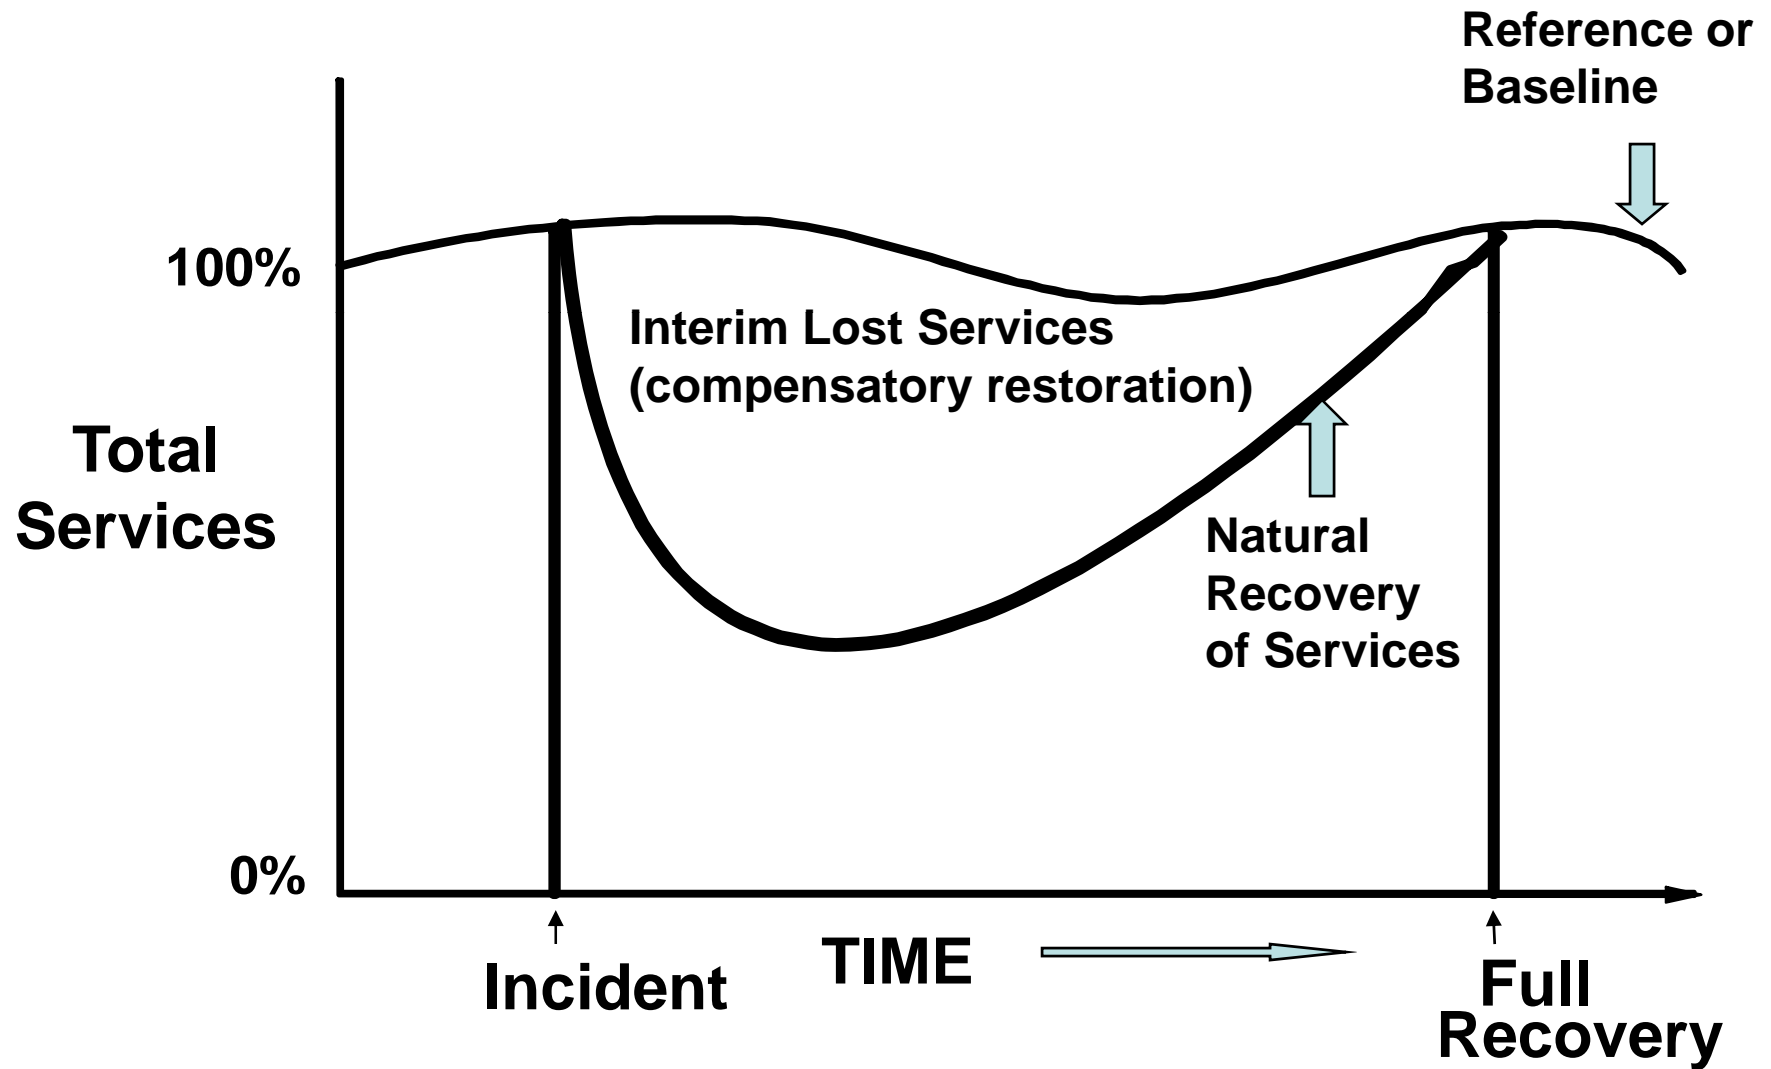 Reference or
Baseline
100%
Interim Lost Services
(compensatory restoration)
Total
Services
Natural
Recovery
of Services
0%
Incident
TIME
Full
Recovery